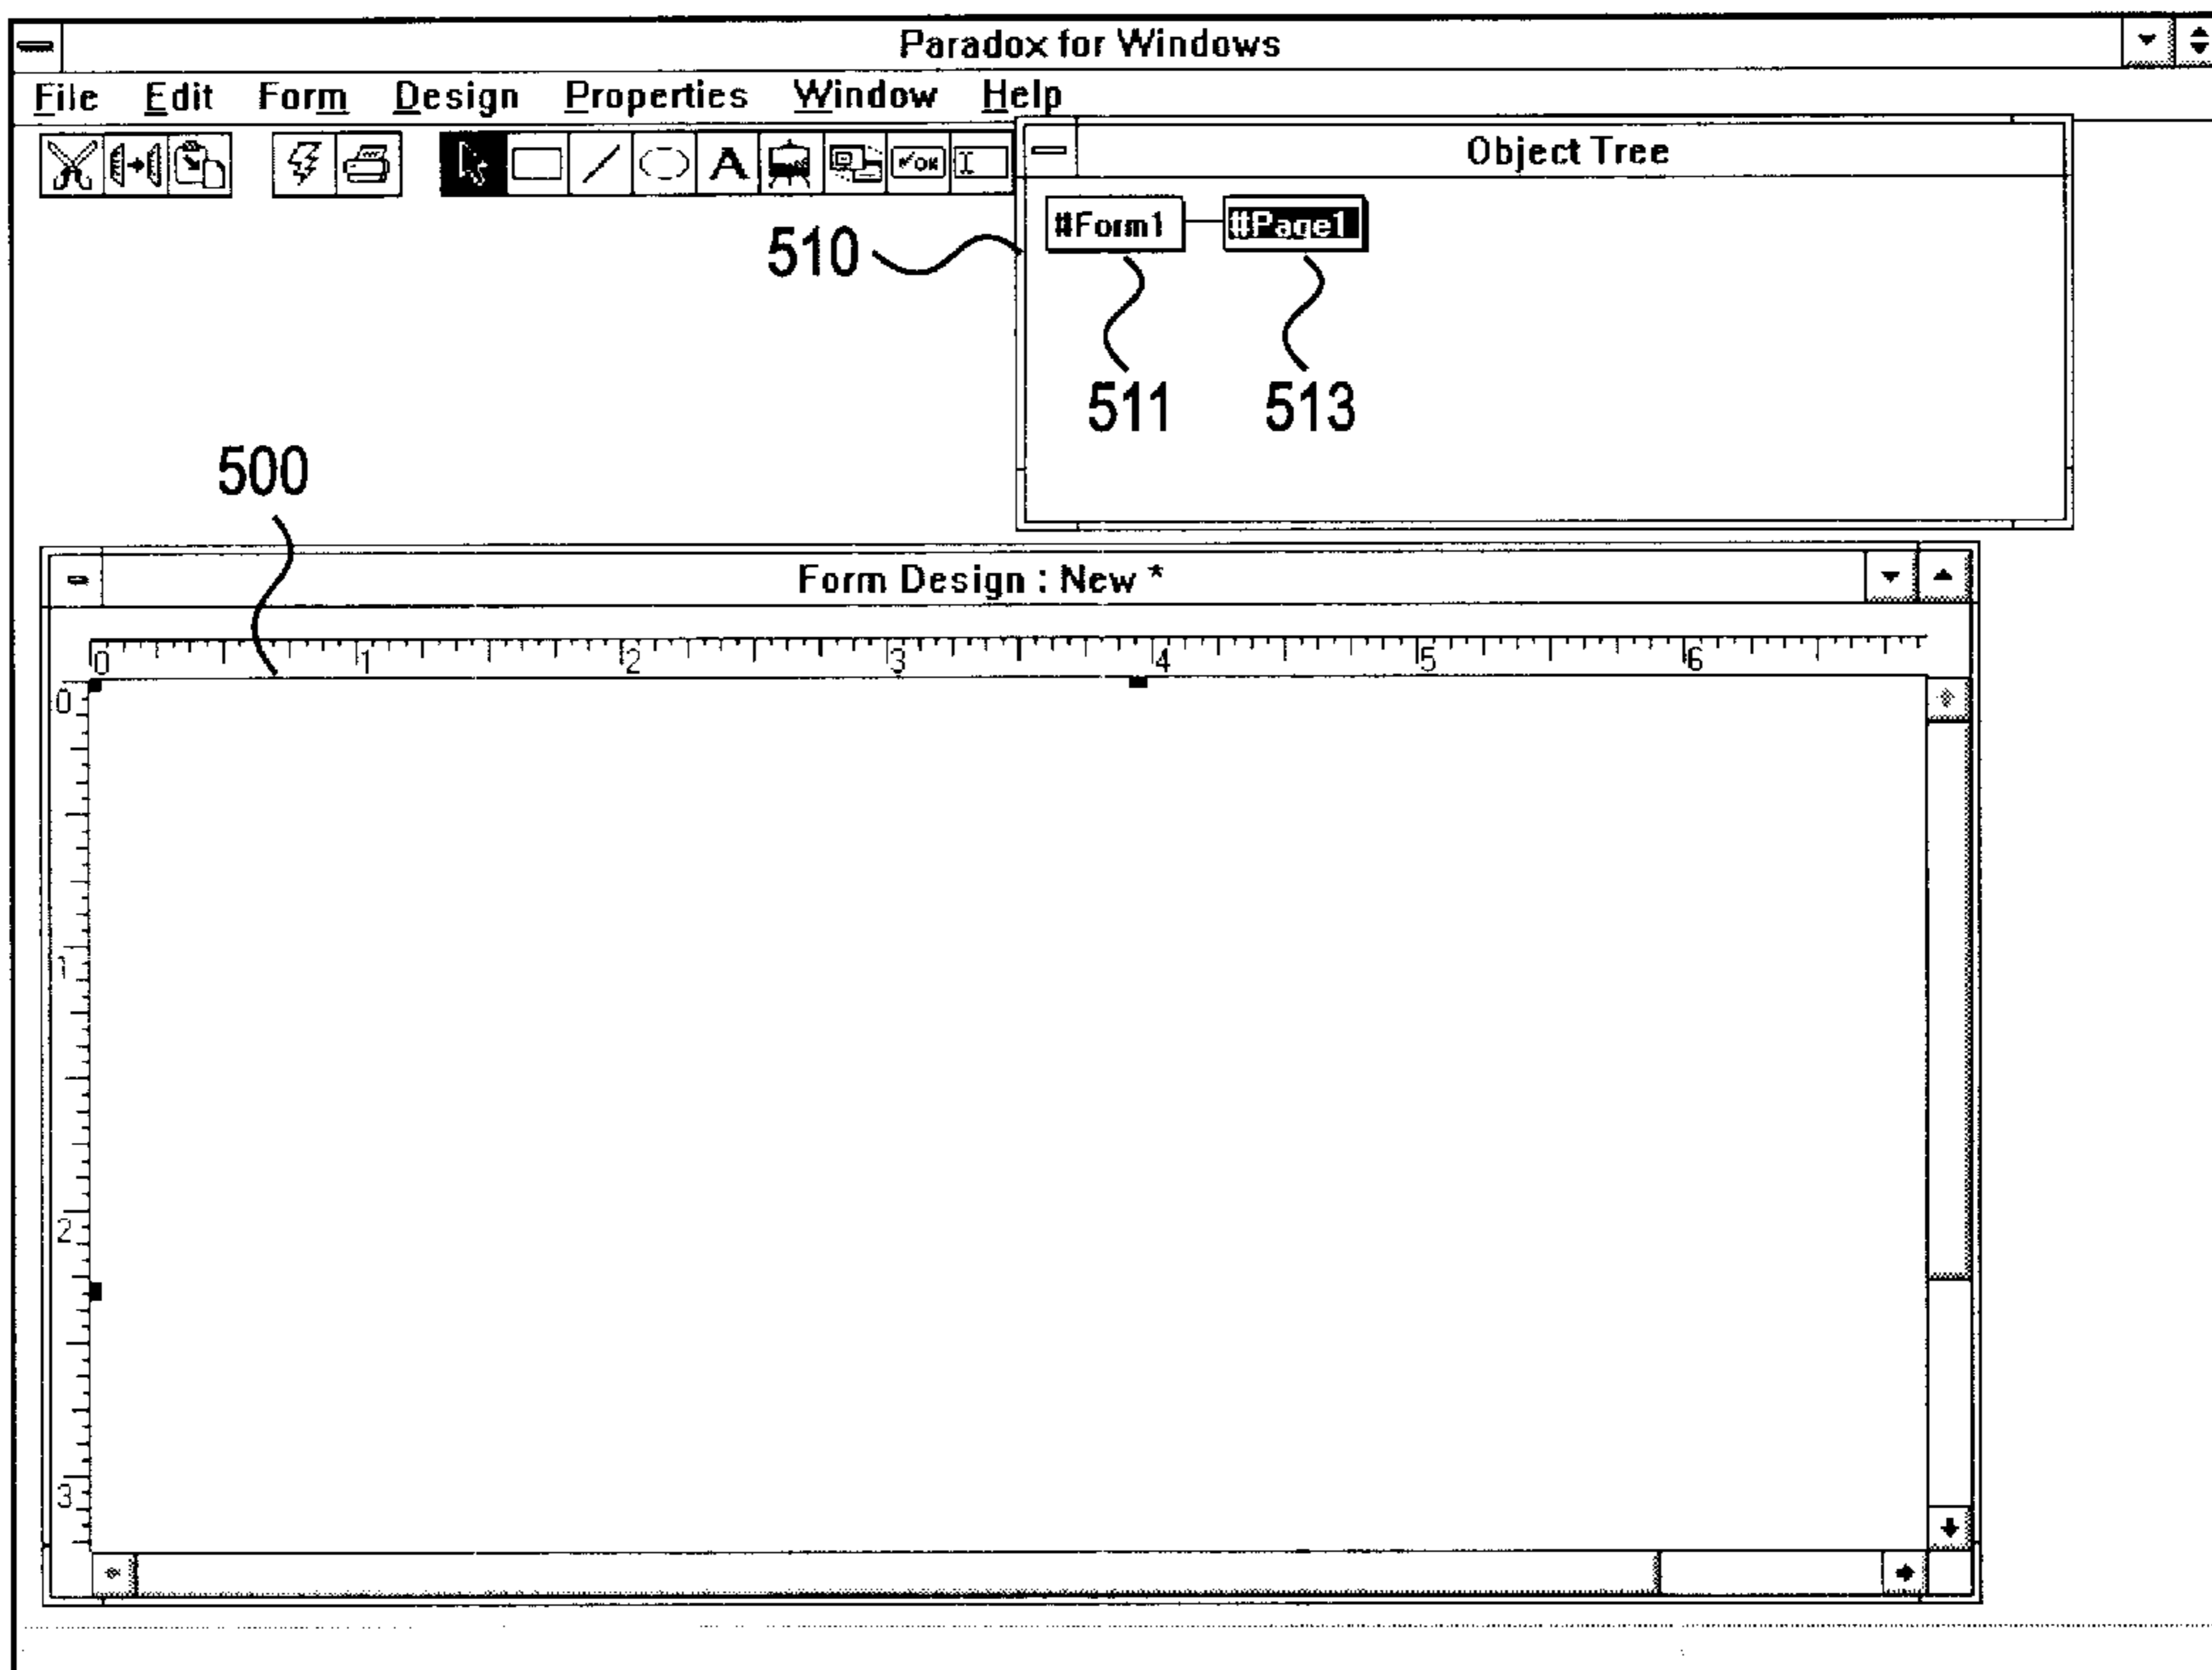 Paradox for Windows
File Edit Form Design Properties Window Help
A OK I
Object Tree
#Form1 #Page1
510
511 513
500
Form Design : New *
0 1 2 3 4 5 6
0
1
2
3